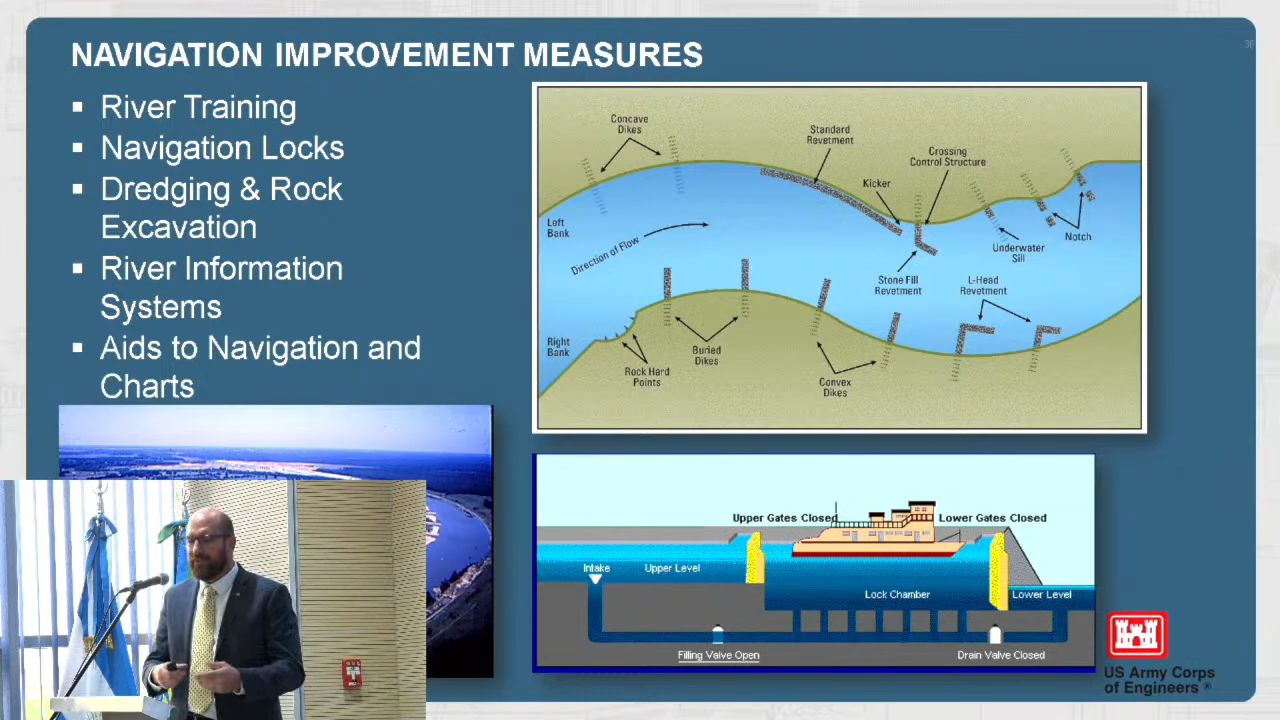 NAVIGATION IMPROVEMENT MEASURES
▪ River Training
▪ Navigation Locks
▪ Dredging & Rock
Excavation
▪ River Information
Systems
▪ Aids to Navigation and
Charts
Concave
Dikes
Standard
Revetment
Crossing
Control Structure
Kicker
Left
Bank
Direction of Flow
Underwater
Sill
Notch
Stone Fill
Revetment
L-Head
Revetment
Right
Bank
Rock Hard
Points
Buried
Dikes
Convex
Dikes
Upper Gates Closed
Lower Gates Closed
Intake
Upper Level
Lock Chamber
Lower Level
Filling Valve Open
Drain Valve Closed
US Army Corps
of Engineers ®